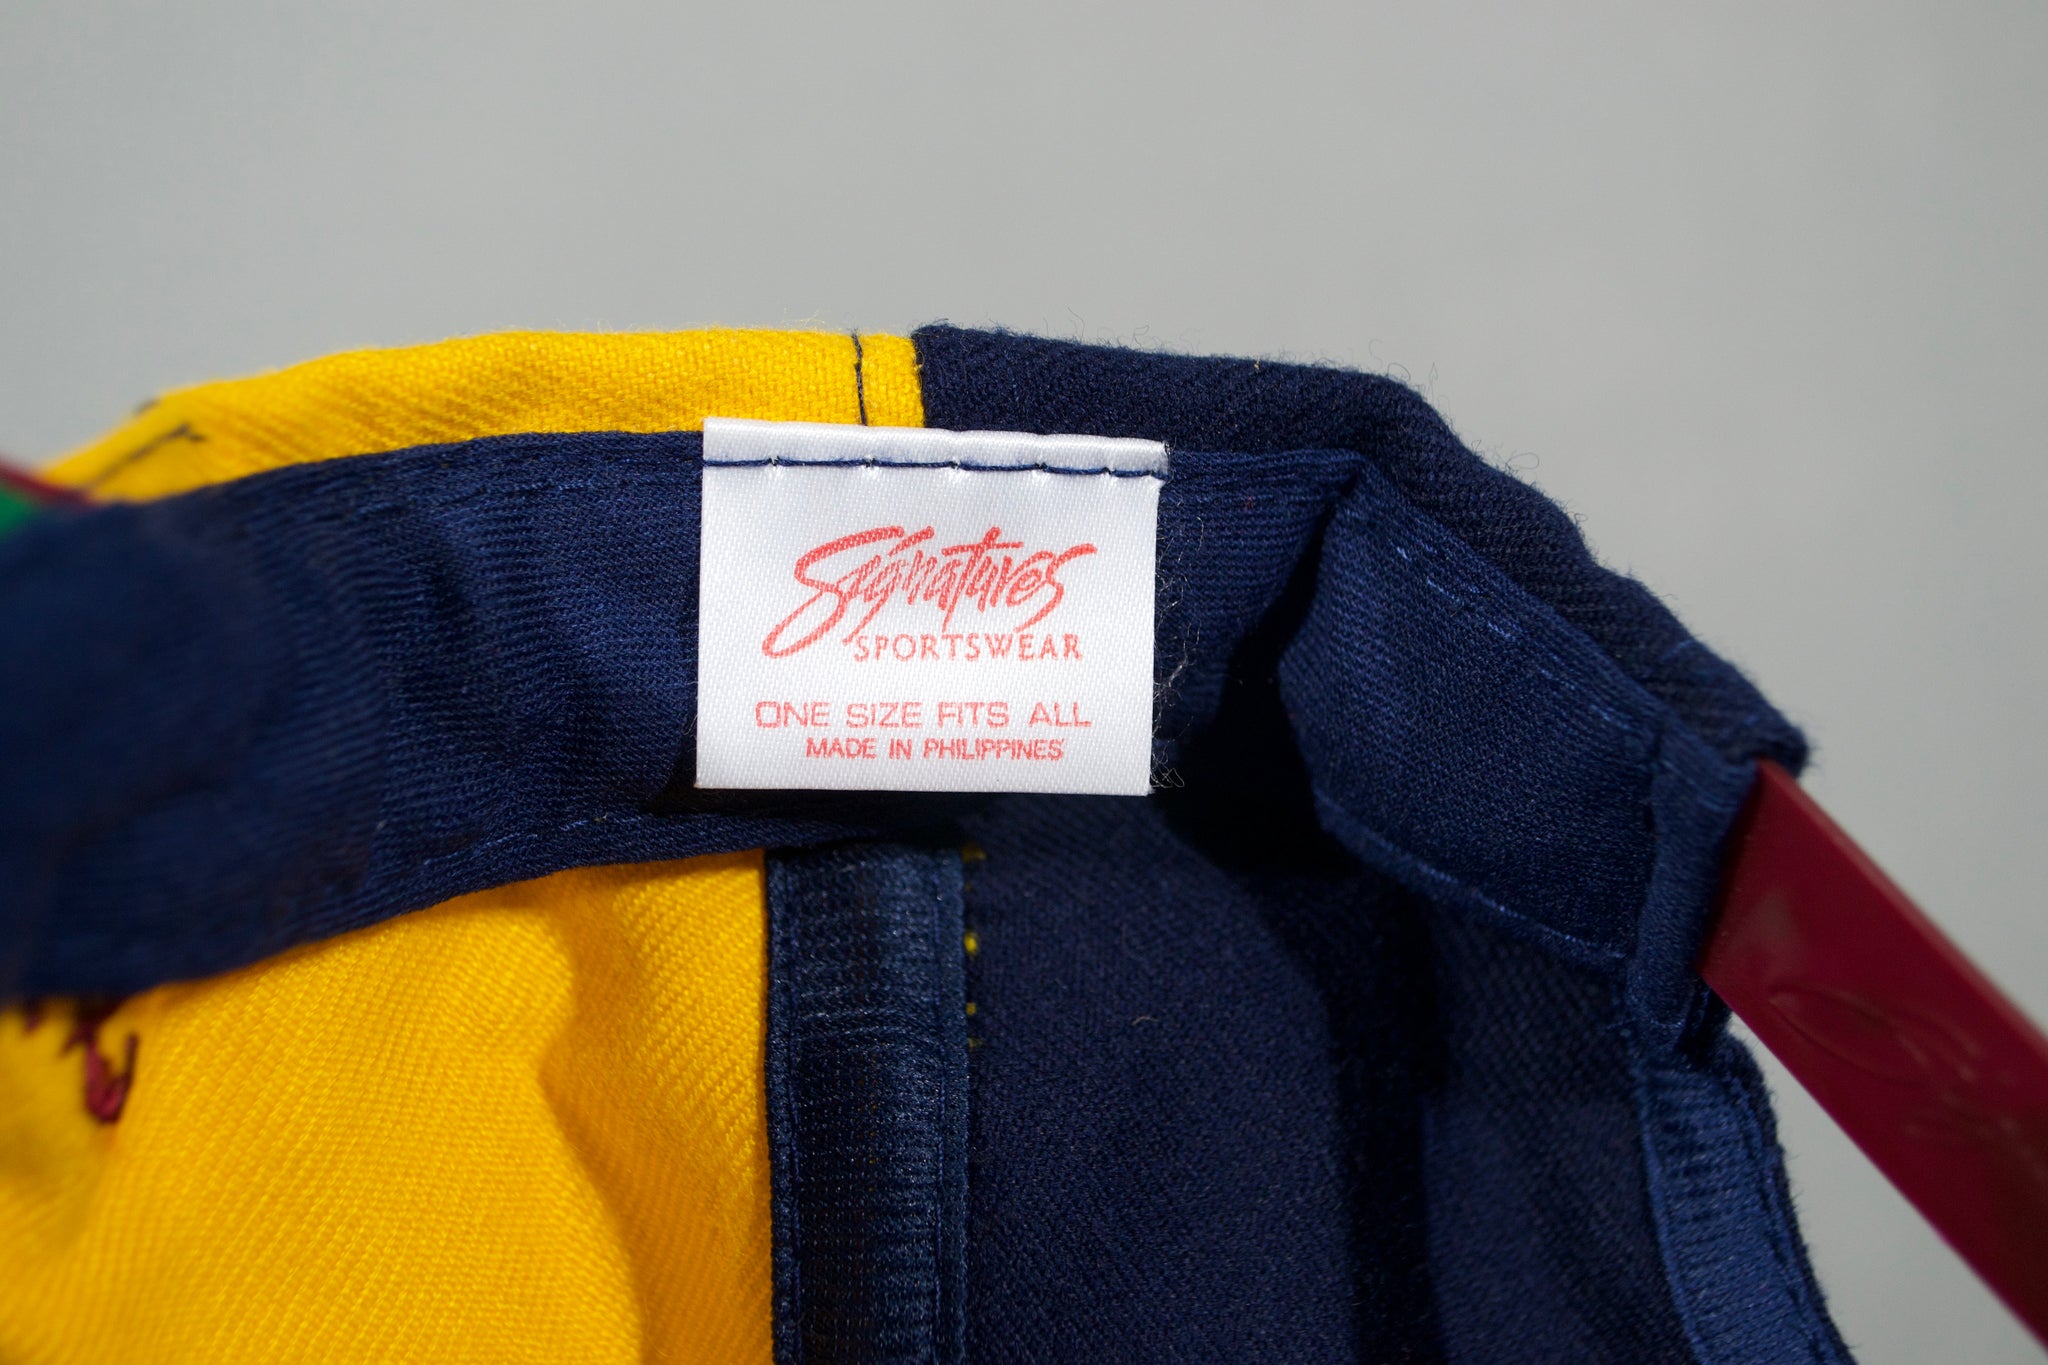 Signatures
SPORTSWEAR
ONE SIZE FITS ALL
MADE IN PHILIPPINES